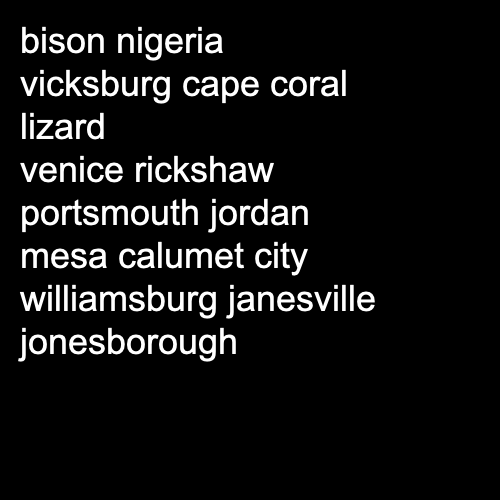 bison nigeria
vicksburg cape coral
lizard
venice rickshaw
portsmouth jordan
mesa calumet city
williamsburg janesville
jonesborough